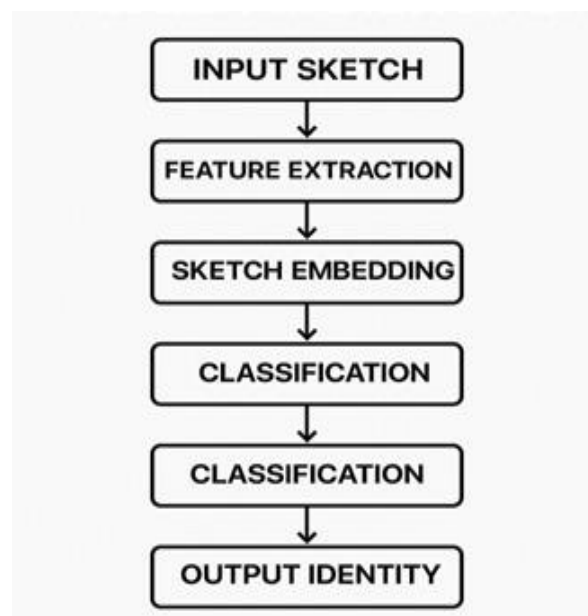 INPUT SKETCH
FEATURE EXTRACTION
SKETCH EMBEDDING
CLASSIFICATION
CLASSIFICATION
OUTPUT IDENTITY